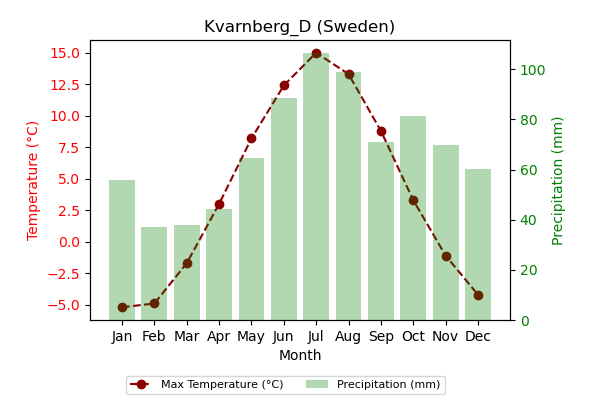 Kvarnberg_D (Sweden)
Temperature (°C)
15.0
12.5
10.0
7.5
5.0
2.5
0.0
−2.5
−5.0
100
80
60
40
20
0
Precipitation (mm)
Jan Feb Mar Apr May Jun Jul Aug Sep Oct Nov Dec
Month
Max Temperature (°C) Precipitation (mm)